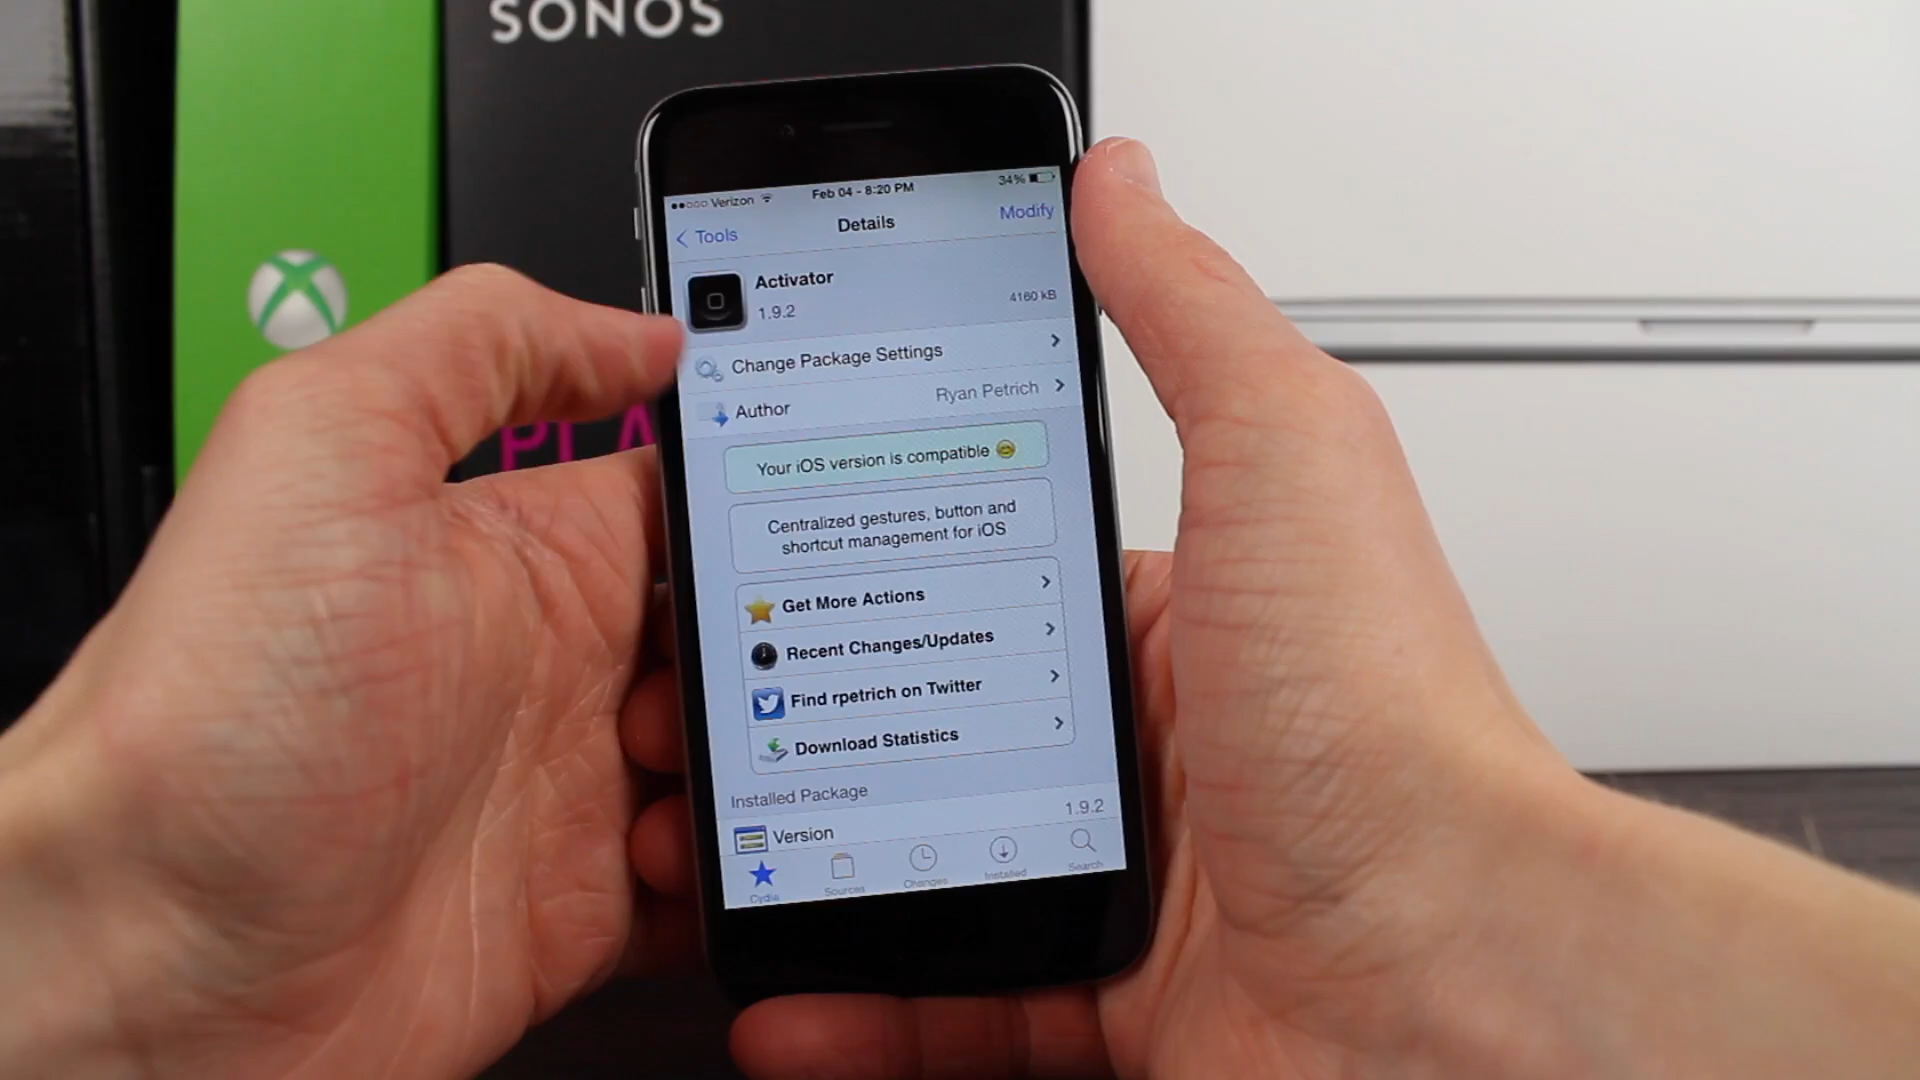 SONOS
PLA
Verizon
Feb 04 - 8:20 PM
34%
Tools
Details
Modify
Activator
1.9.2
4160 kB
Change Package Settings
Author
Ryan Petrich
Your iOS version is compatible
Centralized gestures, button and
shortcut management for iOS
Get More Actions
Recent Changes/Updates
Find rpetrich on Twitter
Download Statistics
Installed Package
Version
1.9.2
Cydia
Sources
Changes
Installed
Search